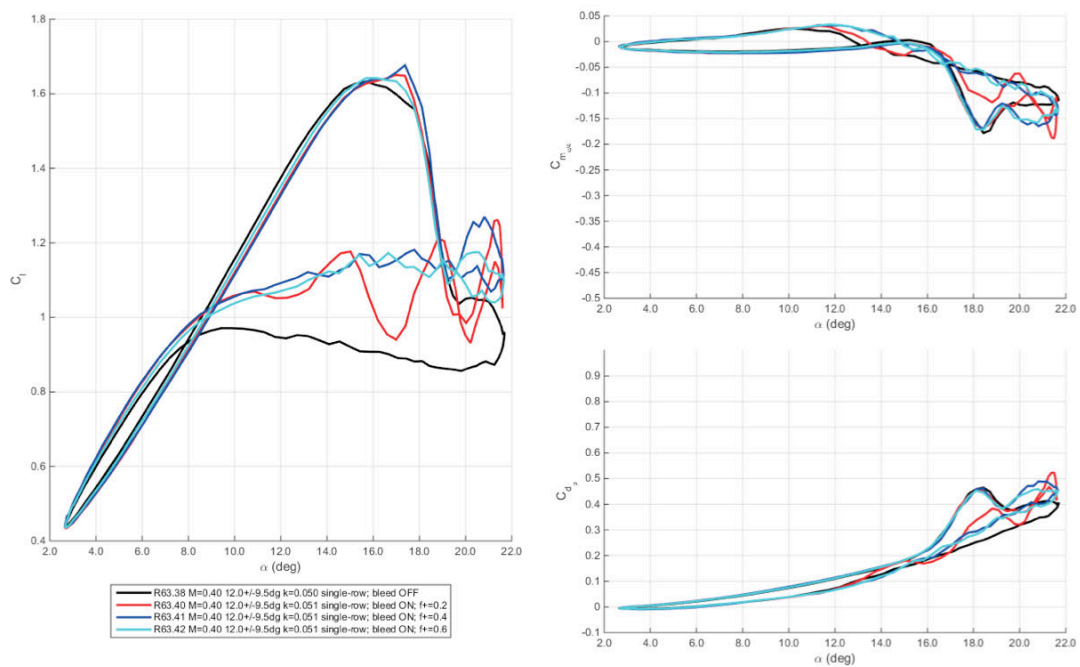 1.8
1.6
1.4
1.2
1
0.8
0.6
0.4
C_l
2.0 4.0 6.0 8.0 10.0 12.0 14.0 16.0 18.0 20.0 22.0
α (deg)
R63.38 M=0.40 12.0+/-9.5dg k=0.050 single-row; bleed OFF
R63.40 M=0.40 12.0+/-9.5dg k=0.051 single-row; bleed ON; f+=0.2
R63.41 M=0.40 12.0+/-9.5dg k=0.051 single-row; bleed ON; f+=0.4
R63.42 M=0.40 12.0+/-9.5dg k=0.051 single-row; bleed ON; f+=0.6
0.05
0
-0.05
-0.1
-0.15
-0.2
-0.25
-0.3
-0.35
-0.4
-0.45
-0.5
C_m
2.0 4.0 6.0 8.0 10.0 12.0 14.0 16.0 18.0 20.0 22.0
α (deg)
0.9
0.8
0.7
0.6
0.5
0.4
0.3
0.2
0.1
0
-0.1
C_d
2.0 4.0 6.0 8.0 10.0 12.0 14.0 16.0 18.0 20.0 22.0
α (deg)